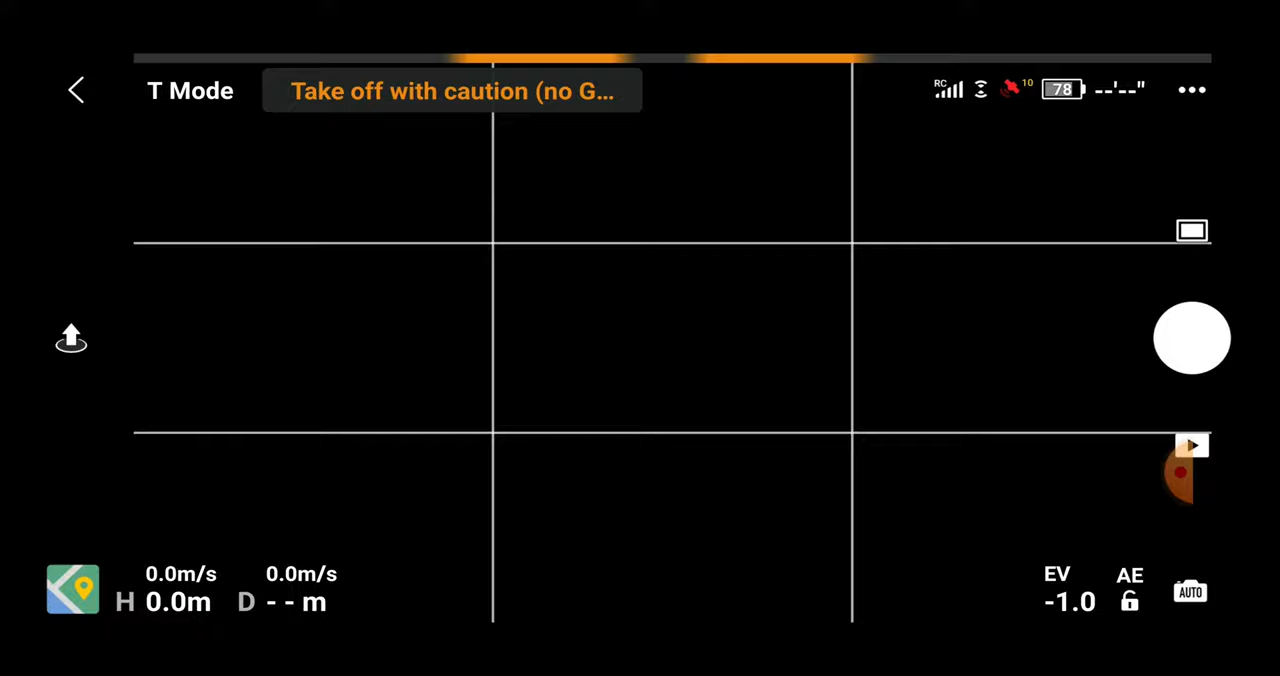 T Mode
Take off with caution (no G...
RC
10
78
--'--"
0.0m/s
0.0m/s
H 0.0m
D - - m
EV
-1.0
AE
AUTO